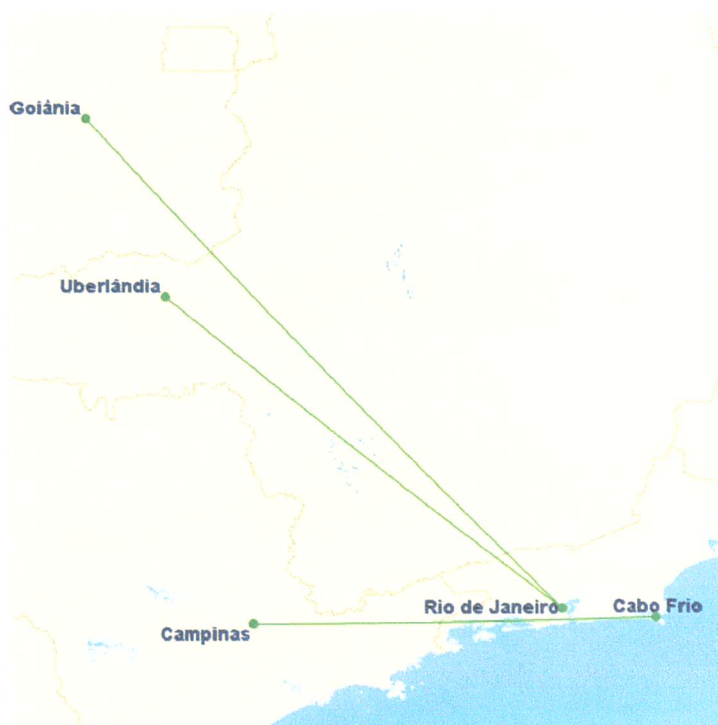 Goiânia
Uberlândia
Rio de Janeiro
Cabo Frio
Campinas